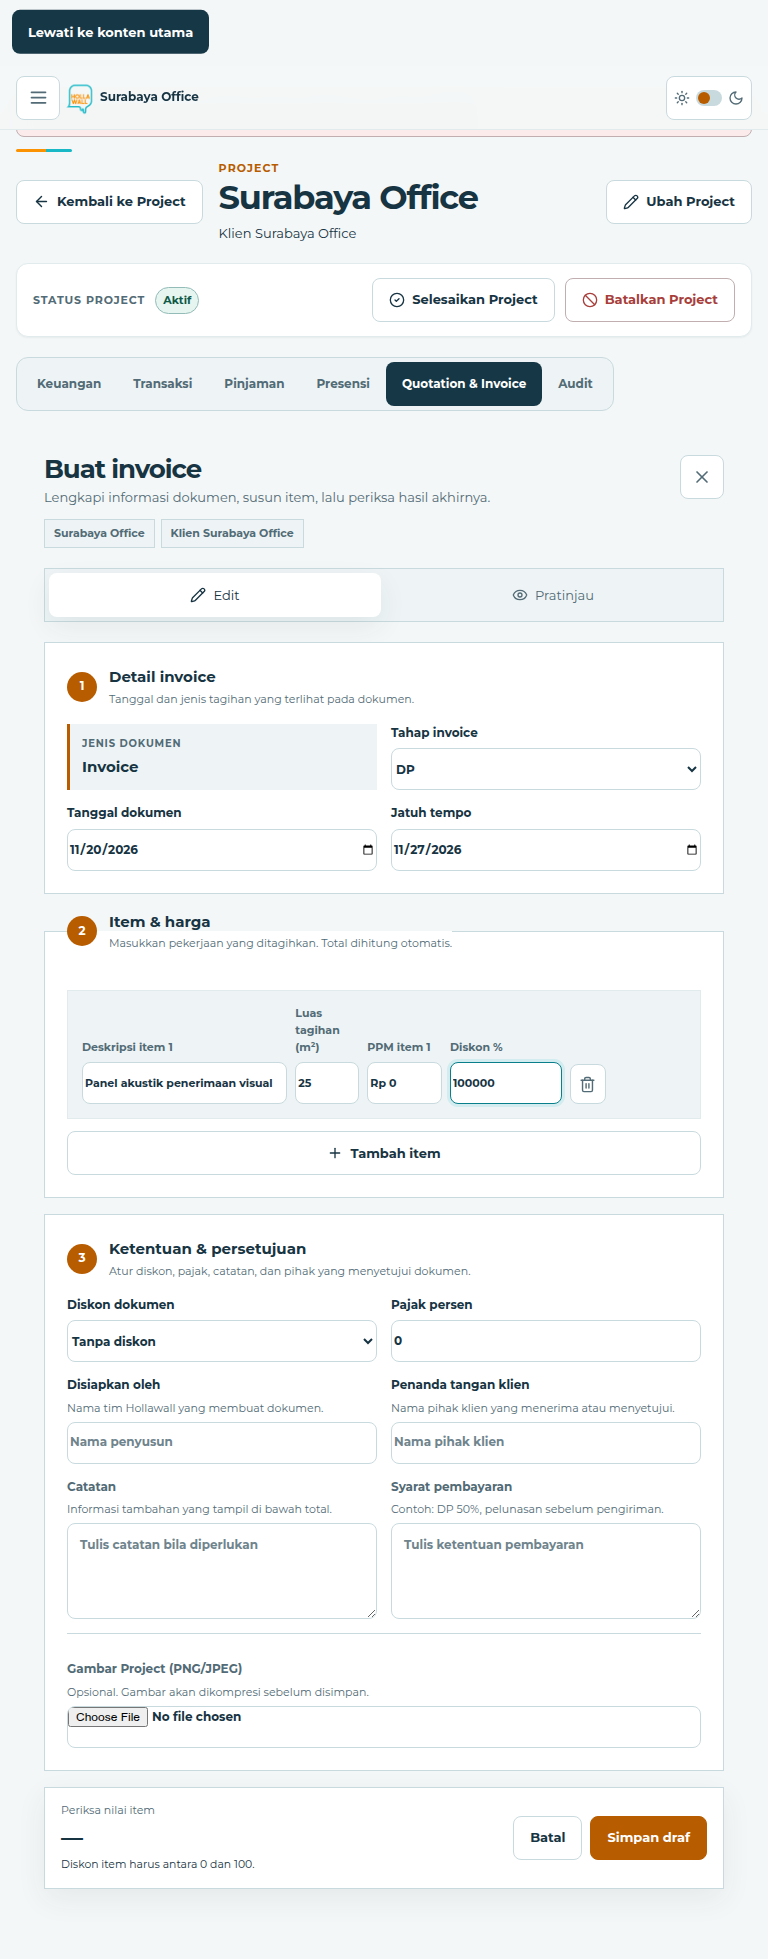 Lewati ke konten utama
HOLLA
WALL
Surabaya Office
PROJECT
Kembali ke Project
Surabaya Office
Ubah Project
Klien Surabaya Office
STATUS PROJECT
Aktif
Selesaikan Project
Batalkan Project
Keuangan
Transaksi
Pinjaman
Presensi
Quotation & Invoice
Audit
Buat invoice
Lengkapi informasi dokumen, susun item, lalu periksa hasil akhirnya.
Surabaya Office
Klien Surabaya Office
Edit
Pratinjau
1
Detail invoice
Tanggal dan jenis tagihan yang terlihat pada dokumen.
JENIS DOKUMEN
Invoice
Tahap invoice
DP
Tanggal dokumen
11/20/2026
Jatuh tempo
11/27/2026
2
Item & harga
Masukkan pekerjaan yang ditagihkan. Total dihitung otomatis.
Deskripsi item 1
Luas
tagihan
(m²)
PPM item 1
Diskon %
Panel akustik penerimaan visual
25
Rp 0
100000
Tambah item
3
Ketentuan & persetujuan
Atur diskon, pajak, catatan, dan pihak yang menyetujui dokumen.
Diskon dokumen
Tanpa diskon
Pajak persen
0
Disiapkan oleh
Nama tim Hollawall yang membuat dokumen.
Nama penyusun
Penanda tangan klien
Nama pihak klien yang menerima atau menyetujui.
Nama pihak klien
Catatan
Informasi tambahan yang tampil di bawah total.
Tulis catatan bila diperlukan
Syarat pembayaran
Contoh: DP 50%, pelunasan sebelum pengiriman.
Tulis ketentuan pembayaran
Gambar Project (PNG/JPEG)
Opsional. Gambar akan dikompresi sebelum disimpan.
Choose File No file chosen
Periksa nilai item
—
Diskon item harus antara 0 dan 100.
Batal
Simpan draf